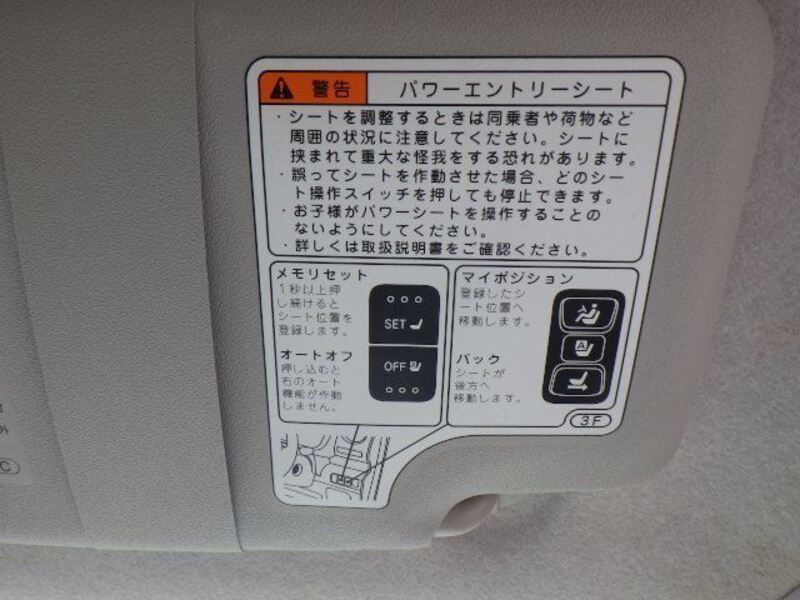 警告 パワーエントリーシート
・シートを調整するときは同乗者や荷物など
周囲の状況に注意してください。シートに
挟まれて重大な怪我をする恐れがあります。
・誤ってシートを作動させた場合、どのシー
ト操作スイッチを押しても停止できます。
・お子様がパワーシートを操作することの
ないようにしてください。
・詳しくは取扱説明書をご確認ください。
メモリセット
1秒以上押
し続けると
シート位置を
登録します。
SET
オートオフ
押し込むと
右のオート
機能が作動
しません。
OFF
マイポジション
登録したシ
ート位置へ
移動します。
A
バック
シートが
後方へ
移動します。
3F
外
C